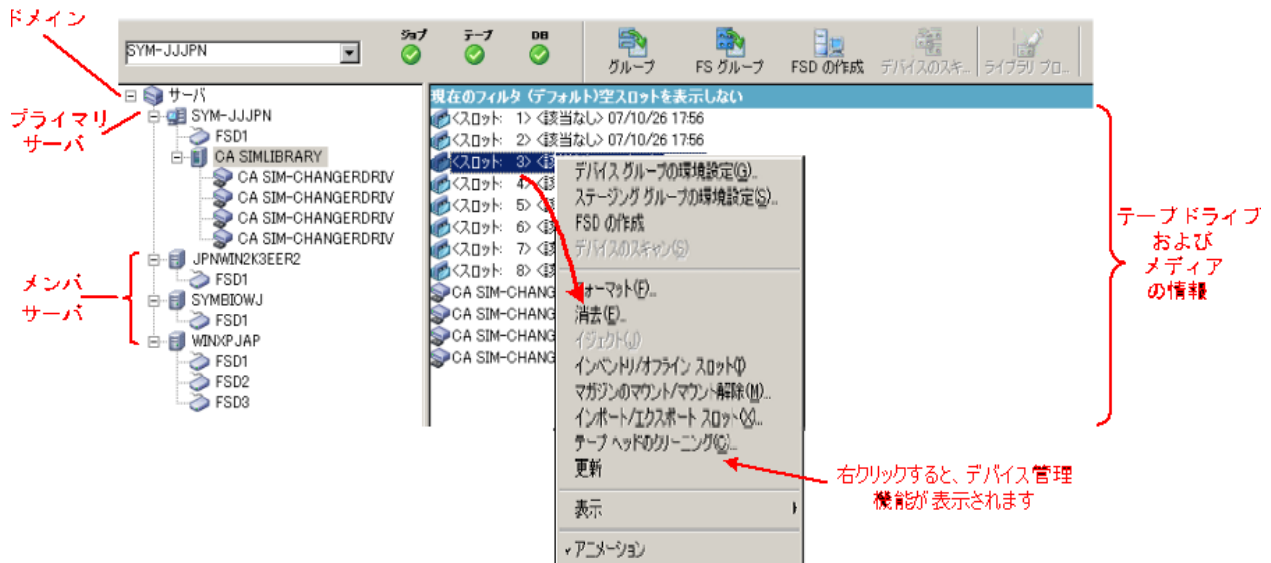 ドメイン
ジョブ
テープ
DB
SYM-JJJPN
グループ
FS グループ
FSD の作成
デバイスのスキ...
ライブラリ プロ...
サーバ
現在のフィルタ (デフォルト)空スロットを表示しない
プライマリ
サーバ
SYM-JJJPN
<スロット: 1> <該当なし> 07/10/26 17:56
FSD1
<スロット: 2> <該当なし> 07/10/26 17:56
CA SIMLIBRARY
<スロット: 3>
CA SIM-CHANGERDRIV
<スロット: 4>
CA SIM-CHANGERDRIV
<スロット: 5>
CA SIM-CHANGERDRIV
<スロット: 6>
CA SIM-CHANGERDRIV
<スロット: 7>
メンバ
サーバ
JPNWIN2K3EER2
<スロット: 8>
FSD1
CA SIM-CHANG
SYMBIOWJ
CA SIM-CHANG
FSD1
CA SIM-CHANG
WINXPJAP
CA SIM-CHANG
FSD1
FSD2
FSD3
デバイス グループの環境設定(G)...
ステージング グループの環境設定(S)...
FSD の作成
デバイスのスキャン(S)
フォーマット(F)...
消去(E)...
イジェクト(J)
インベントリ/オフライン スロット(I)
マガジンのマウント/マウント解除(M)...
インポート/エクスポート スロット(X)...
テープ ヘッドのクリーニング(C)...
更新
表示
アニメーション
テープドライブ
および
メディア
の情報
右クリックすると、デバイス管理
機能が表示されます